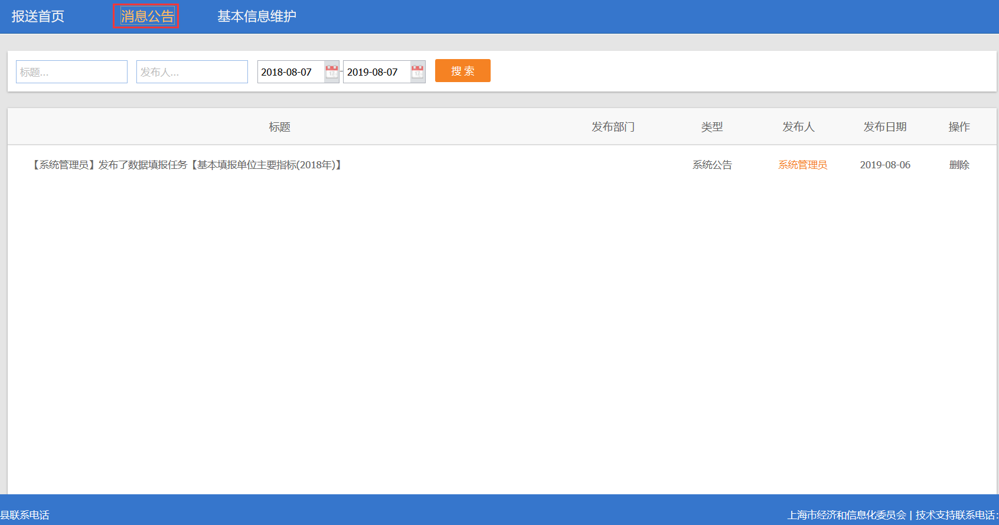 报送首页 消息公告 基本信息维护
标题... 发布人... 2018-08-07 - 2019-08-07 搜 索
标题 发布部门 类型 发布人 发布日期 操作
【系统管理员】发布了数据填报任务【基本填报单位主要指标(2018年)】 系统公告 系统管理员 2019-08-06 删除
县联系电话 上海市经济和信息化委员会 | 技术支持联系电话: